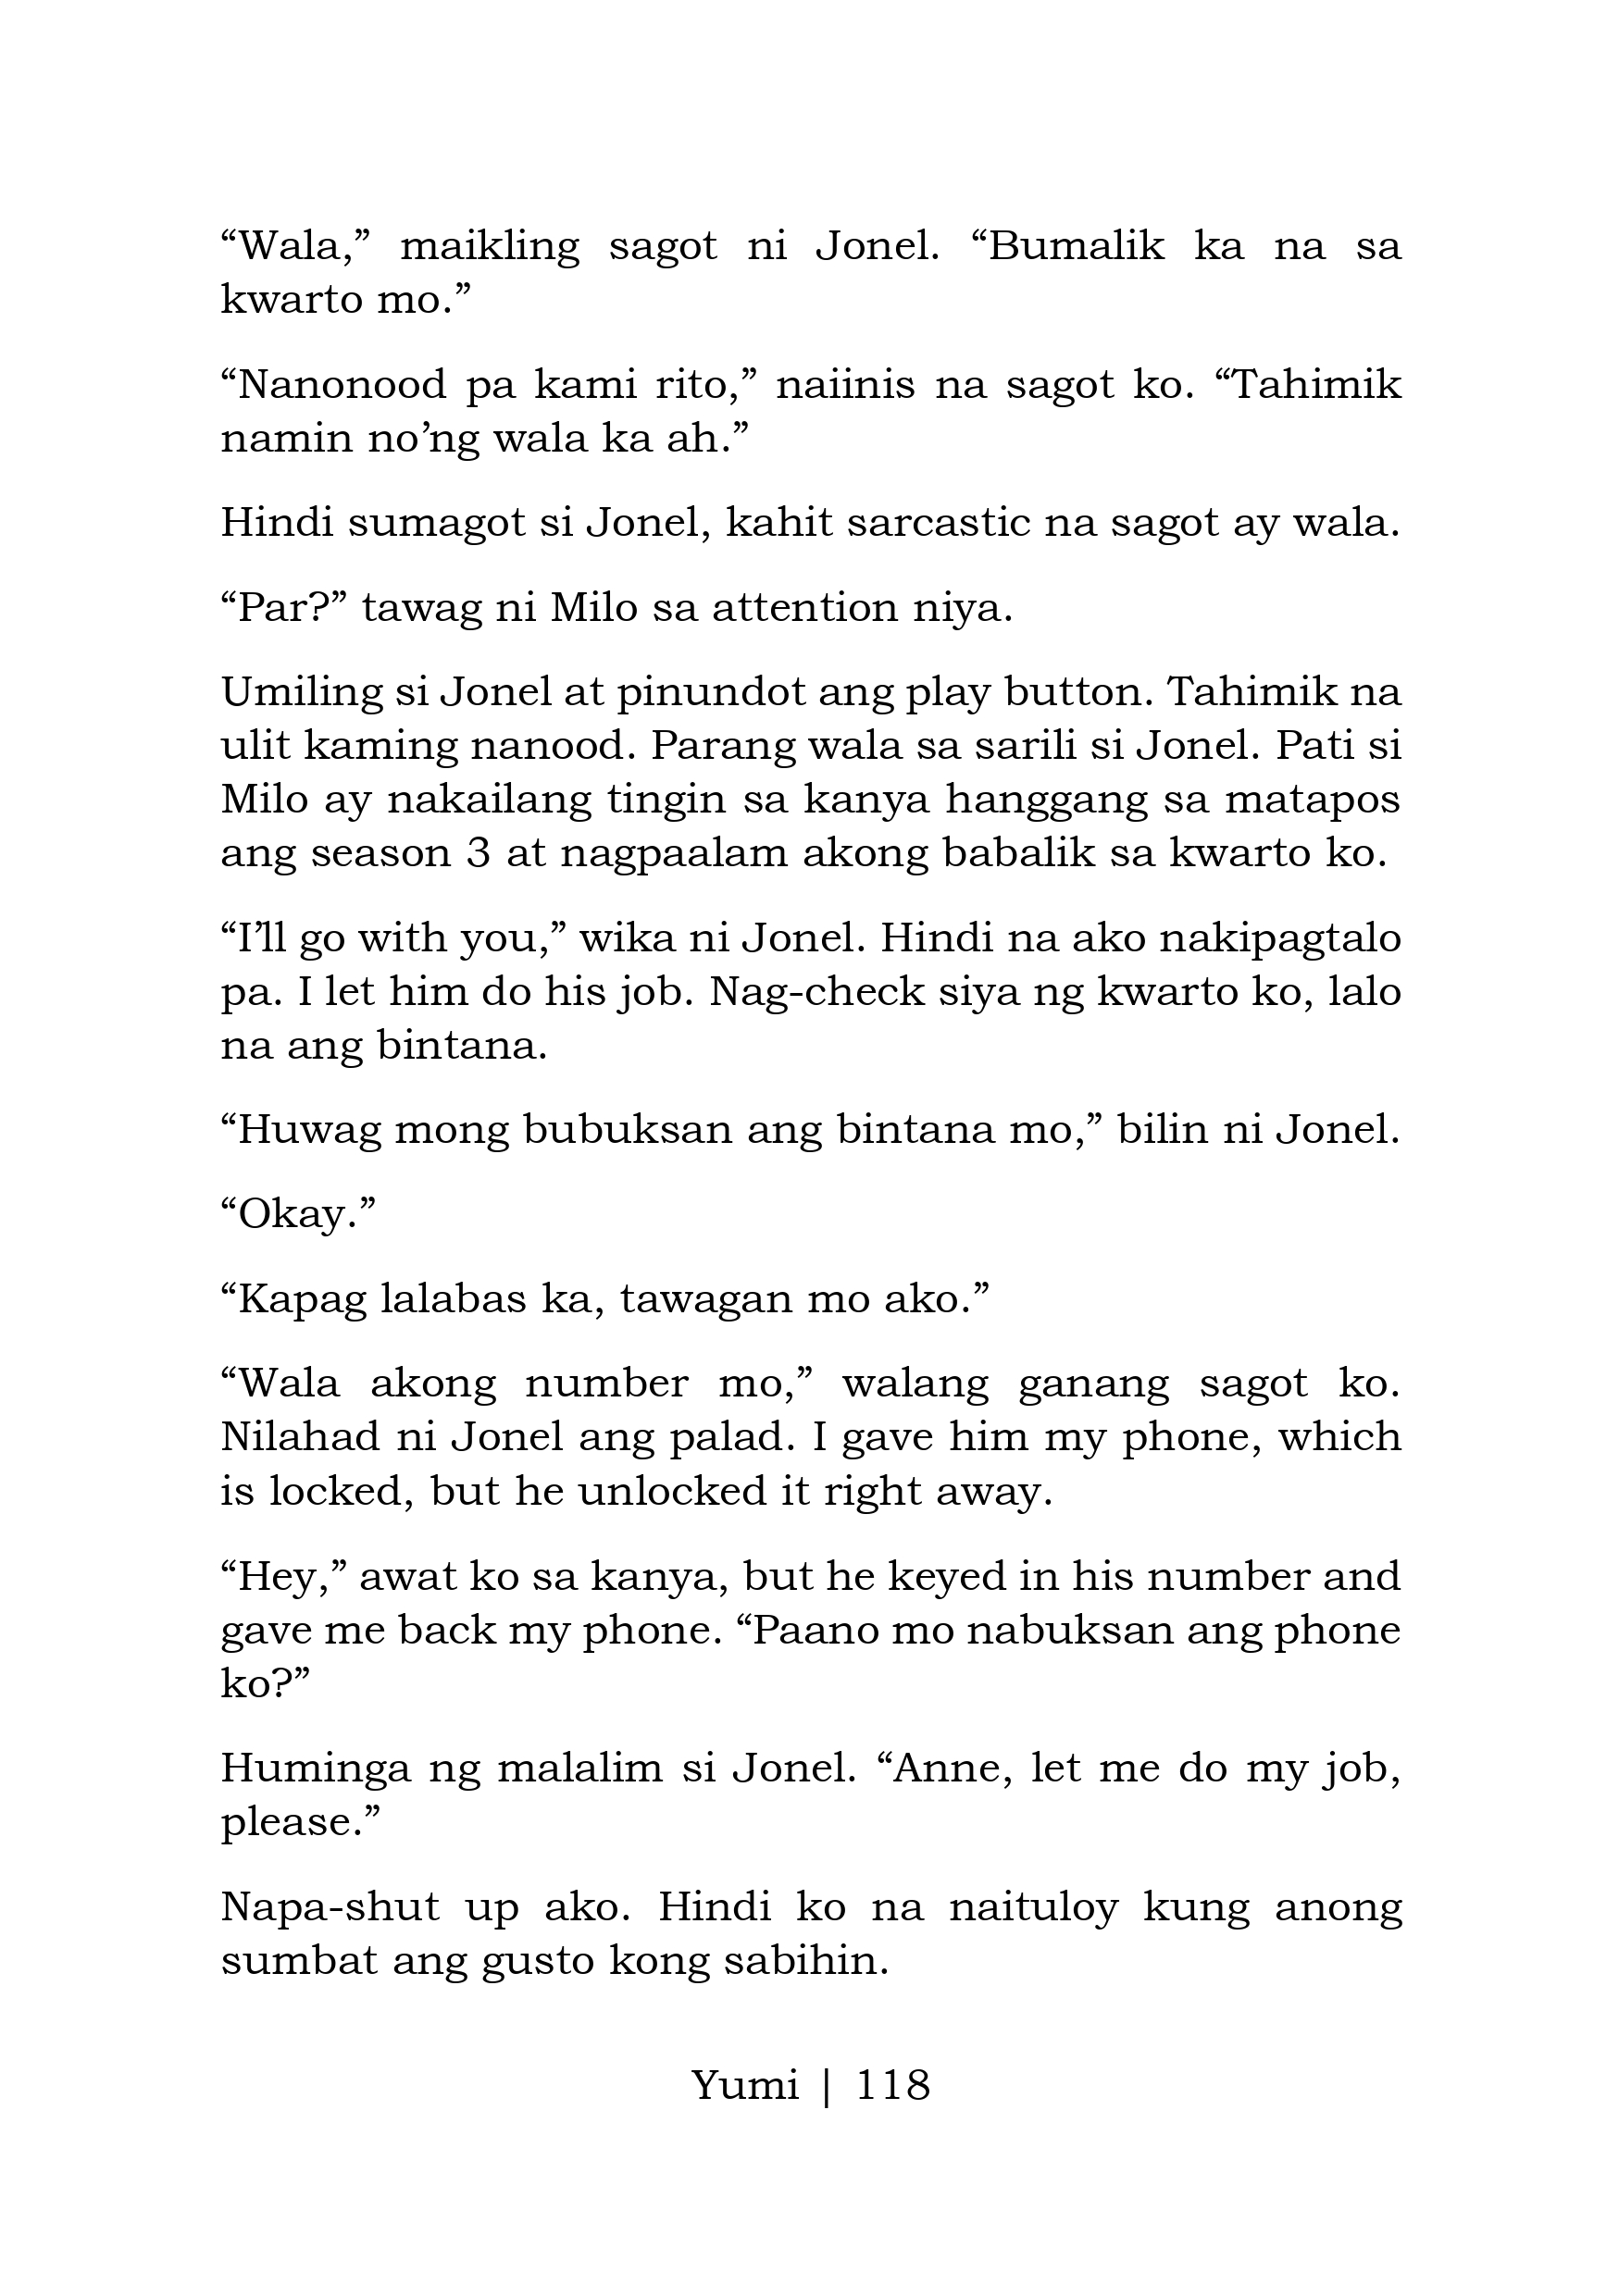 “Wala,” maikling sagot ni Jonel. “Bumalik ka na sa
kwarto mo.”
“Nanonood pa kami rito,” naiinis na sagot ko. “Tahimik
namin no’ng wala ka ah.”
Hindi sumagot si Jonel, kahit sarcastic na sagot ay wala.
“Par?” tawag ni Milo sa attention niya.
Umiling si Jonel at pinundot ang play button. Tahimik na
ulit kaming nanood. Parang wala sa sarili si Jonel. Pati si
Milo ay nakailang tingin sa kanya hanggang sa matapos
ang season 3 at nagpaalam akong babalik sa kwarto ko.
“I’ll go with you,” wika ni Jonel. Hindi na ako nakipagtalo
pa. I let him do his job. Nag-check siya ng kwarto ko, lalo
na ang bintana.
“Huwag mong bubuksan ang bintana mo,” bilin ni Jonel.
“Okay.”
“Kapag lalabas ka, tawagan mo ako.”
“Wala akong number mo,” walang ganang sagot ko.
Nilahad ni Jonel ang palad. I gave him my phone, which
is locked, but he unlocked it right away.
“Hey,” awat ko sa kanya, but he keyed in his number and
gave me back my phone. “Paano mo nabuksan ang phone
ko?”
Huminga ng malalim si Jonel. “Anne, let me do my job,
please.”
Napa-shut up ako. Hindi ko na naituloy kung anong
sumbat ang gusto kong sabihin.
Yumi | 118